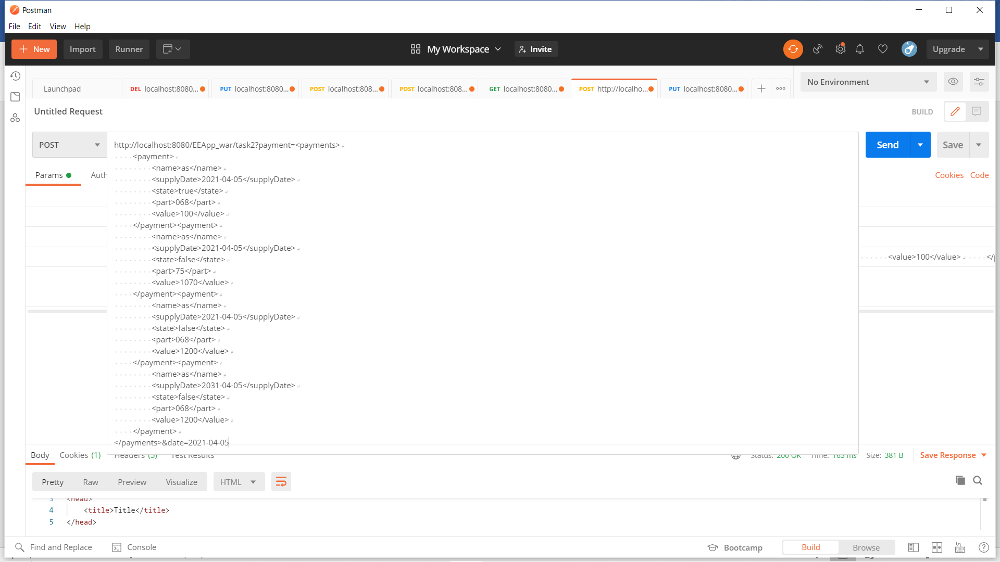 Postman
File Edit View Help
New Import Runner My Workspace Invite Upgrade
Launchpad DEL localhost:8080... PUT localhost:8080... POST localhost:808... POST localhost:808... GET localhost:8080... POST http://localho... PUT localhost:8080... No Environment
Untitled Request BUILD
POST http://localhost:8080/EEApp_war/task2?payment=<payments> Send Save
<payment>
<name>as</name>
Params Auth Cookies Code
<supplyDate>2021-04-05</supplyDate>
<state>true</state>
<part>068</part>
<value>100</value>
</payment><payment>
<name>as</name>
<supplyDate>2021-04-05</supplyDate>
<state>false</state> <value>100</value> </
<part>75</part>
<value>1070</value>
</payment><payment>
<name>as</name>
<supplyDate>2021-04-05</supplyDate>
<state>false</state>
<part>068</part>
<value>1200</value>
</payment><payment>
<name>as</name>
<supplyDate>2031-04-05</supplyDate>
<state>false</state>
<part>068</part>
<value>1200</value>
</payment>
</payments>&date=2021-04-05
Body Cookies (1) Headers (5) Test Results Status: 200 OK Time: 163 ms Size: 381 B Save Response
Pretty Raw Preview Visualize HTML
3 <head>
4 <title>Title</title>
5 </head>
Find and Replace Console Bootcamp Build Browse